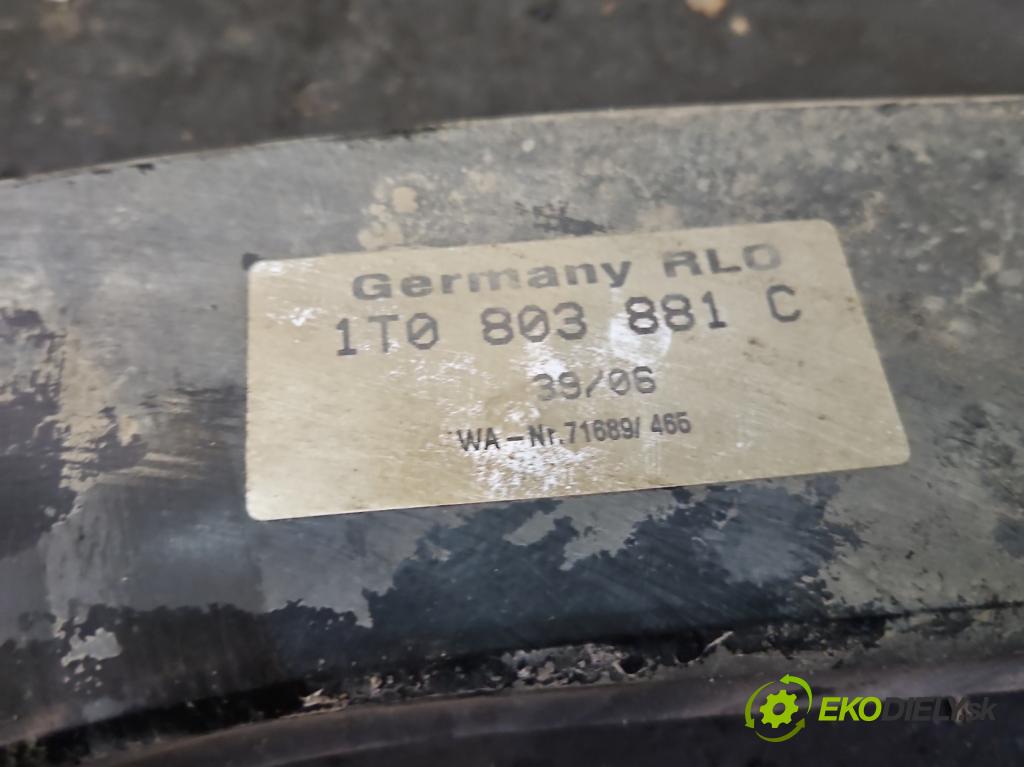 Germany RLO
1T0 803 881 C
39/06
WA-Nr.71689/465
EKODIELY.sk